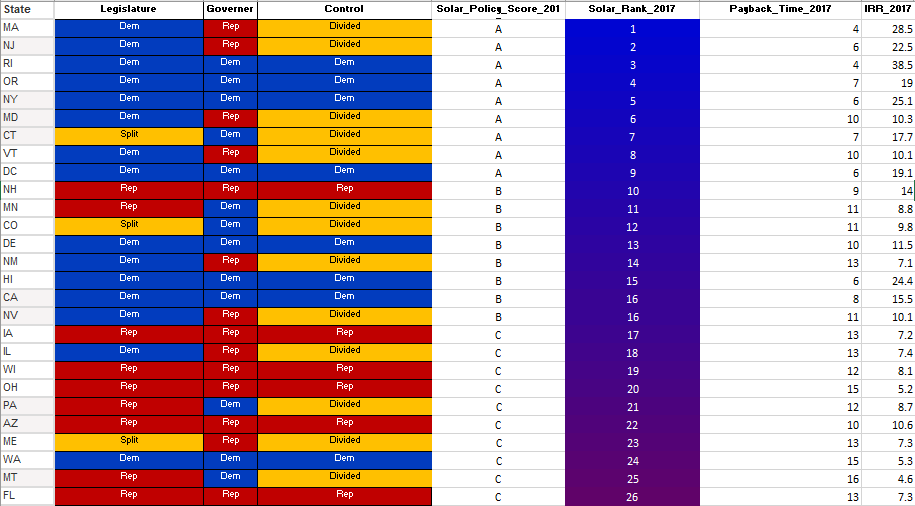 State Legislature Governer Control Solar_Policy_Score_201 Solar_Rank_2017 Payback_Time_2017 IRR_2017
MA Dem Rep Divided A 1 4 28.5
NJ Dem Rep Divided A 2 6 22.5
RI Dem Dem Dem A 3 4 38.5
OR Dem Dem Dem A 4 7 19
NY Dem Dem Dem A 5 6 25.1
MD Dem Rep Divided A 6 10 10.3
CT Split Dem Divided A 7 7 17.7
VT Dem Rep Divided A 8 10 10.1
DC Dem Dem Dem A 9 6 19.1
NH Rep Rep Rep B 10 9 14
MN Rep Dem Divided B 11 11 8.8
CO Split Dem Divided B 12 11 9.8
DE Dem Dem Dem B 13 10 11.5
NM Dem Rep Divided B 14 13 7.1
HI Dem Dem Dem B 15 6 24.4
CA Dem Dem Dem B 16 8 15.5
NV Dem Rep Divided B 16 11 10.1
IA Rep Rep Rep C 17 13 7.2
IL Dem Rep Divided C 18 13 7.4
WI Rep Rep Rep C 19 12 8.1
OH Rep Rep Rep C 20 15 5.2
PA Rep Dem Divided C 21 12 8.7
AZ Rep Rep Rep C 22 10 10.6
ME Split Rep Divided C 23 13 7.3
WA Dem Dem Dem C 24 15 5.3
MT Rep Dem Divided C 25 16 4.6
FL Rep Rep Rep C 26 13 7.3